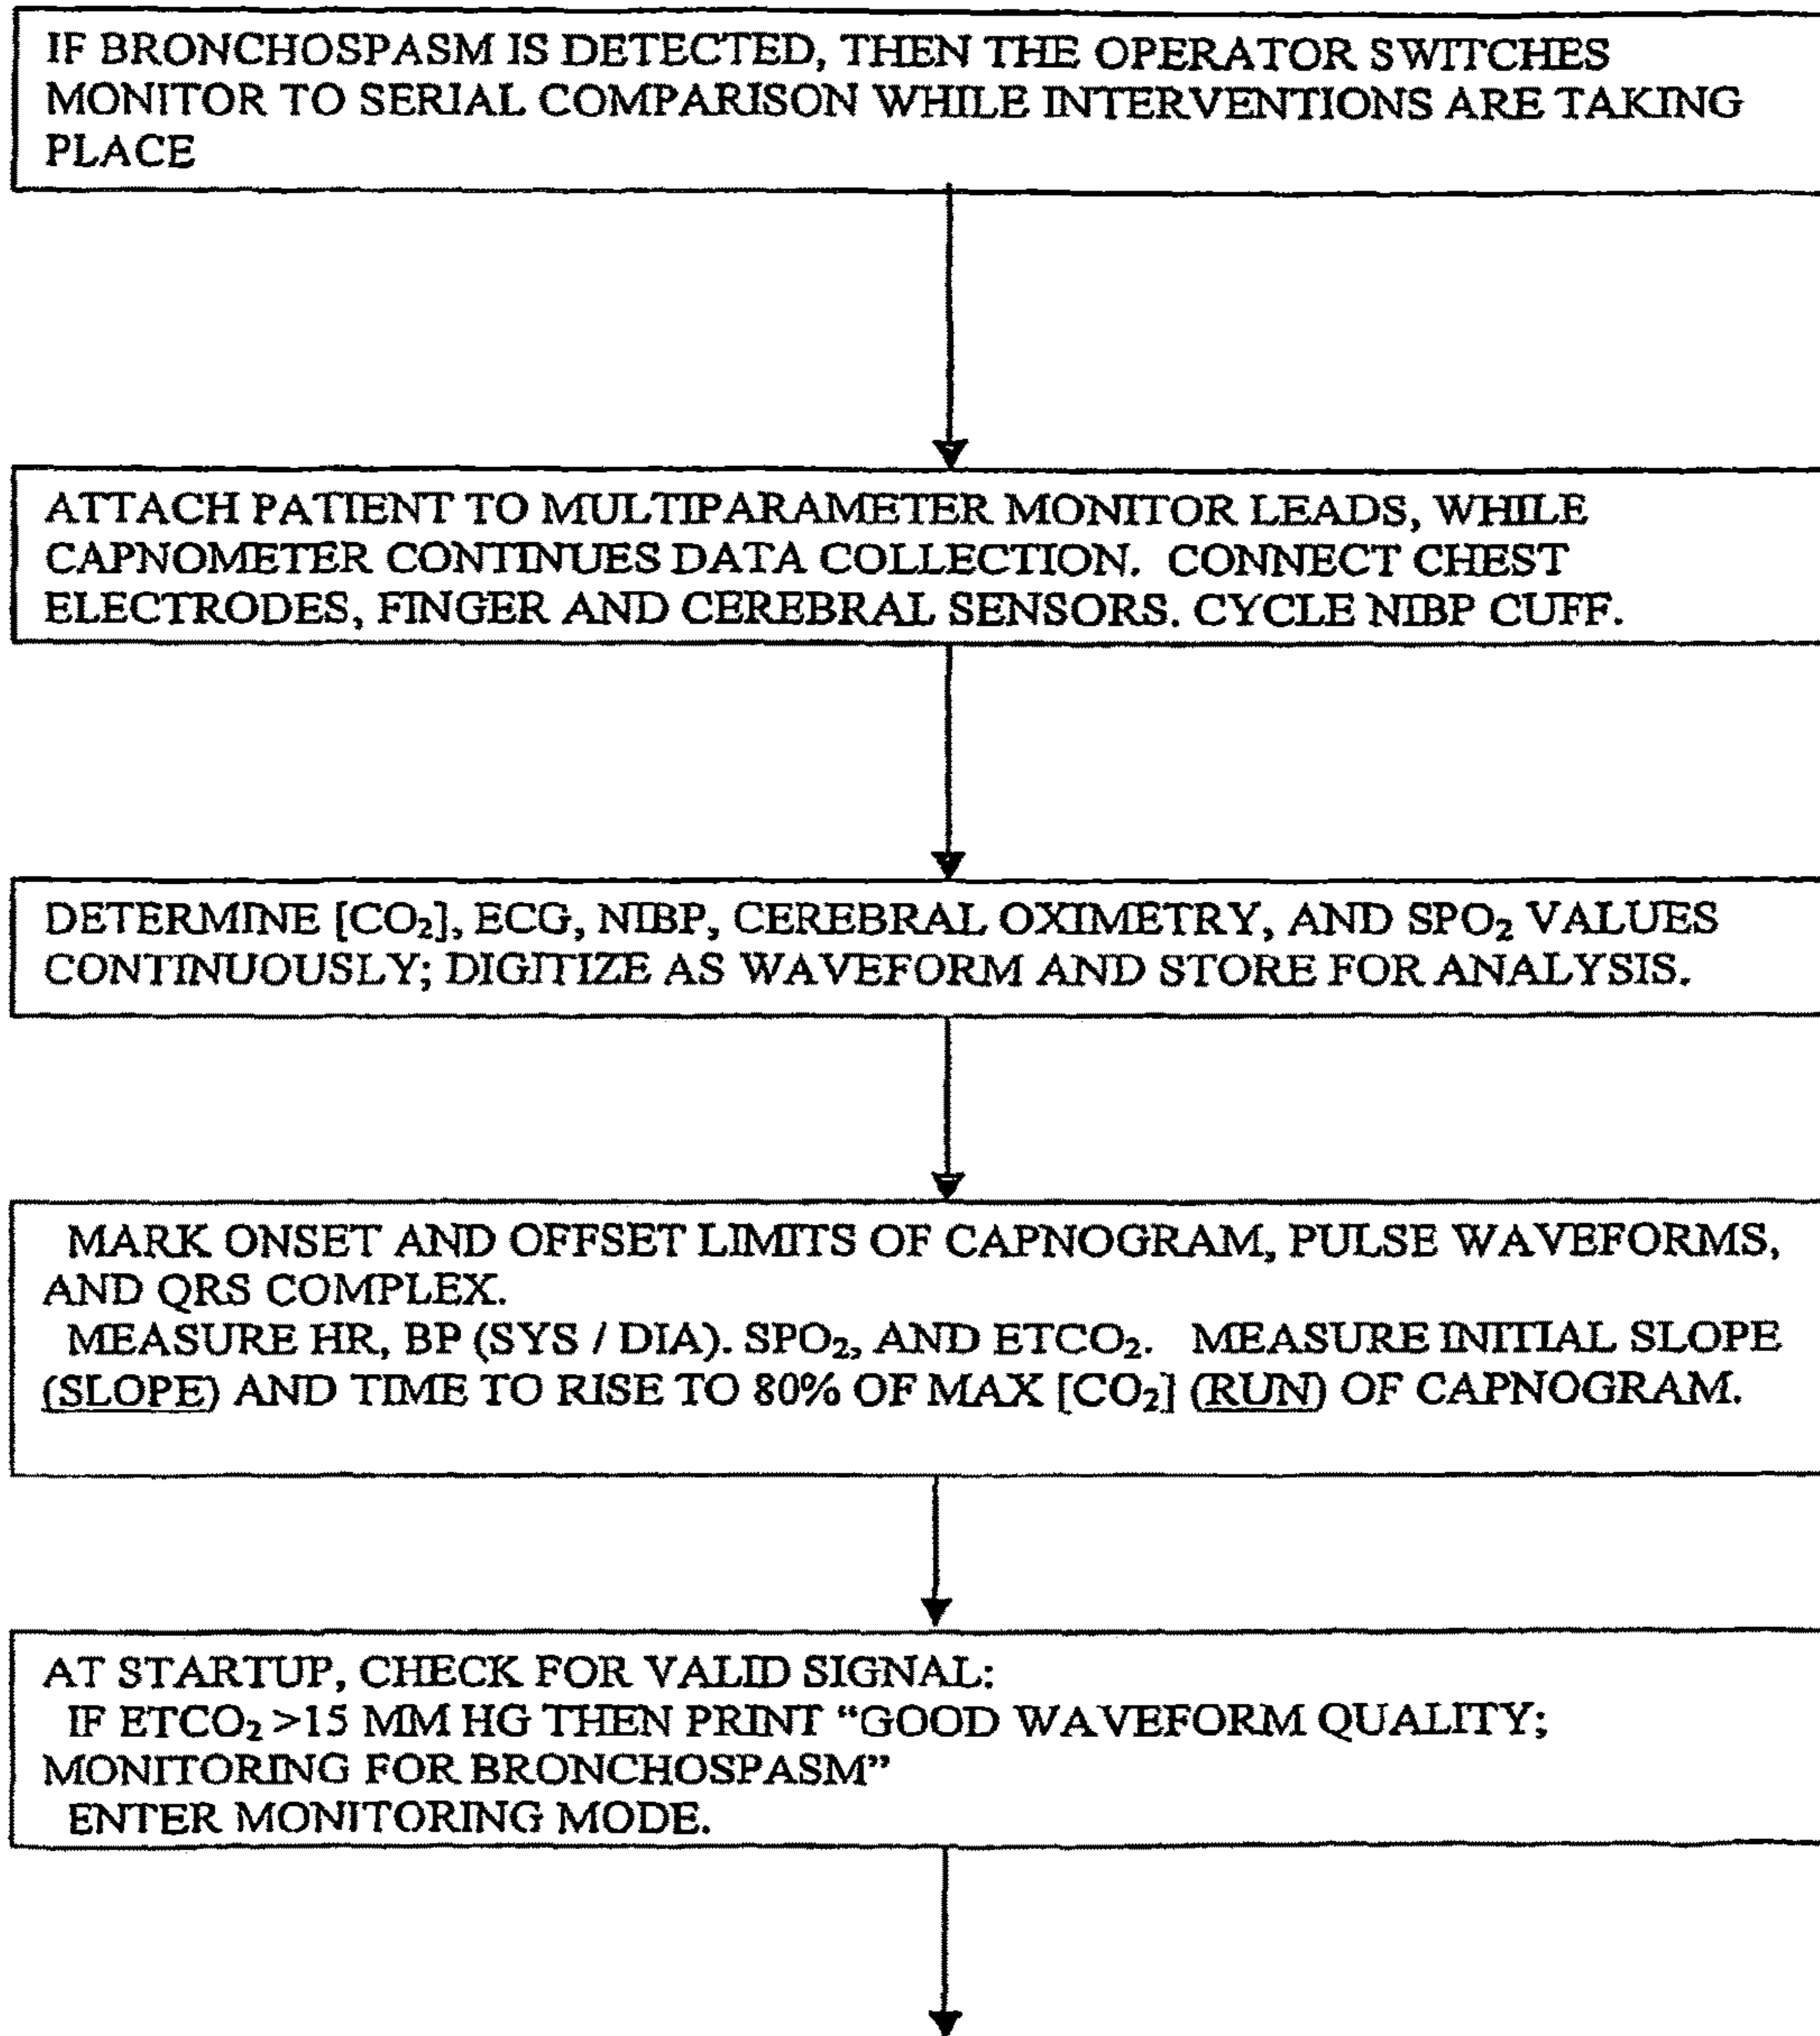 IF BRONCHOSPASM IS DETECTED, THEN THE OPERATOR SWITCHES
MONITOR TO SERIAL COMPARISON WHILE INTERVENTIONS ARE TAKING
PLACE
ATTACH PATIENT TO MULTIPARAMETER MONITOR LEADS, WHILE
CAPNOMETER CONTINUES DATA COLLECTION. CONNECT CHEST
ELECTRODES, FINGER AND CEREBRAL SENSORS. CYCLE NIBP CUFF.
DETERMINE [CO₂], ECG, NIBP, CEREBRAL OXIMETRY, AND SPO₂ VALUES
CONTINUOUSLY; DIGITIZE AS WAVEFORM AND STORE FOR ANALYSIS.
MARK ONSET AND OFFSET LIMITS OF CAPNOGRAM, PULSE WAVEFORMS,
AND QRS COMPLEX.
MEASURE HR, BP (SYS / DIA). SPO₂, AND ETCO₂. MEASURE INITIAL SLOPE
(SLOPE) AND TIME TO RISE TO 80% OF MAX [CO₂] (RUN) OF CAPNOGRAM.
AT STARTUP, CHECK FOR VALID SIGNAL:
IF ETCO₂ >15 MM HG THEN PRINT “GOOD WAVEFORM QUALITY;
MONITORING FOR BRONCHOSPASM”
ENTER MONITORING MODE.